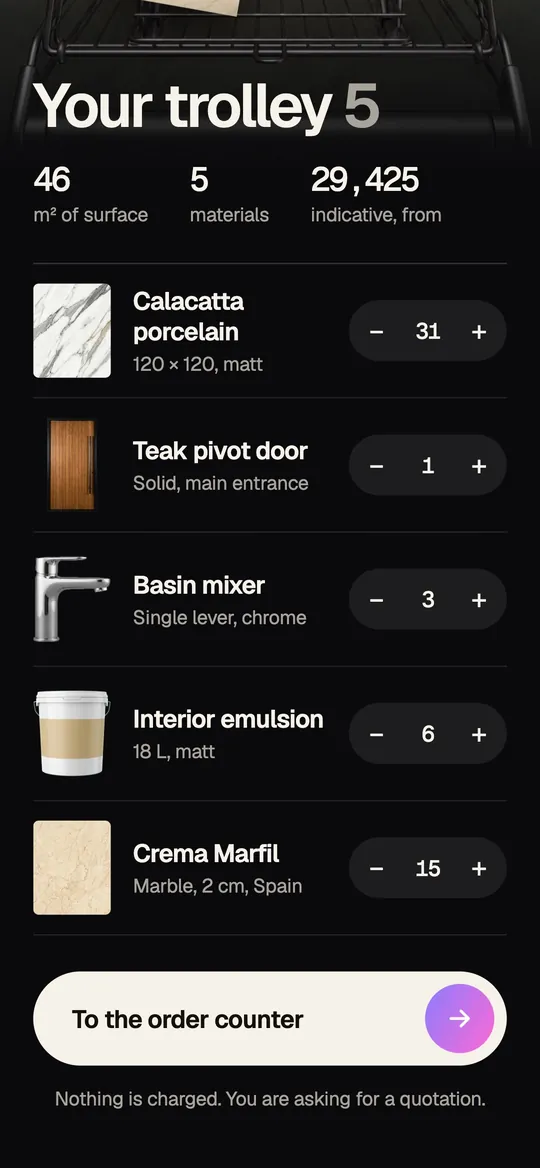 Your trolley 5
46 5 29,425
m² of surface materials indicative, from
Calacatta
porcelain
120 × 120, matt
− 31 +
Teak pivot door
Solid, main entrance
− 1 +
Basin mixer
Single lever, chrome
− 3 +
Interior emulsion
18 L, matt
− 6 +
Crema Marfil
Marble, 2 cm, Spain
− 15 +
To the order counter →
Nothing is charged. You are asking for a quotation.